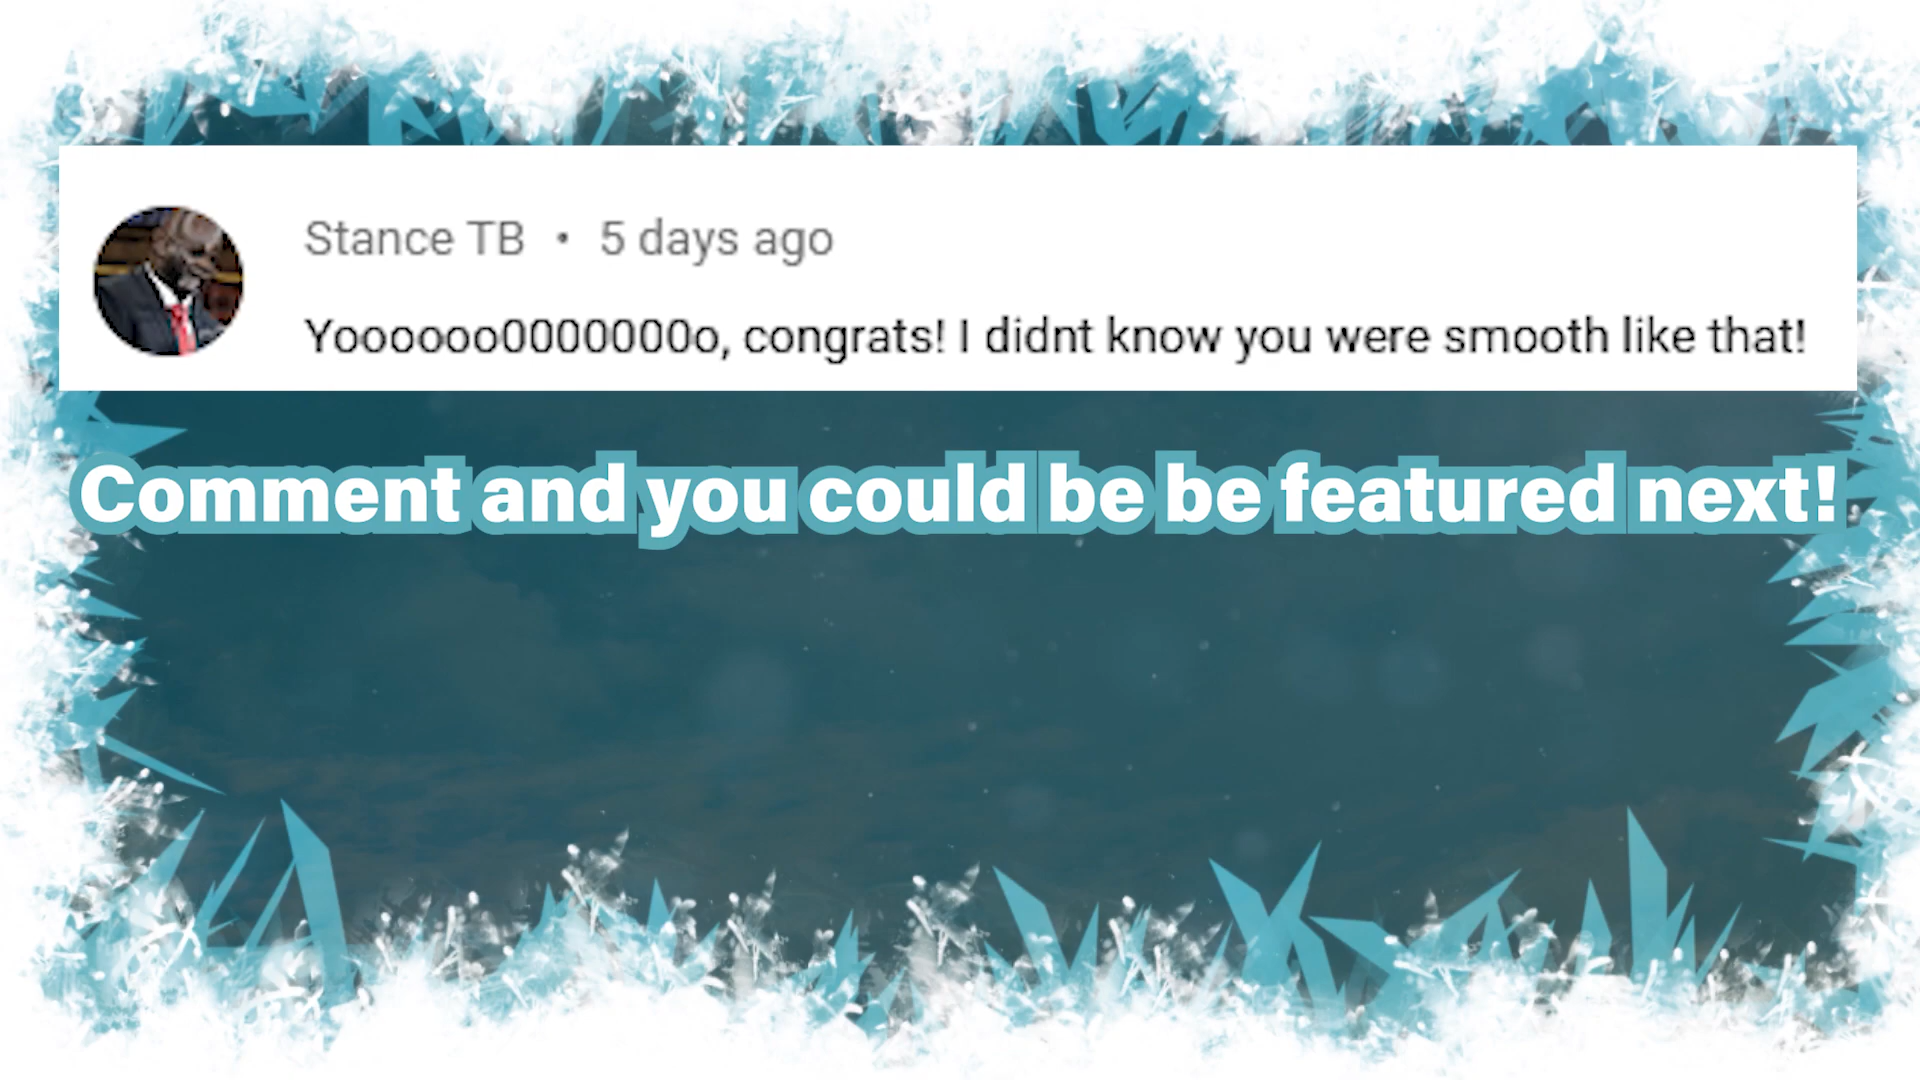 Stance TB • 5 days ago
Yoooooo0000000o, congrats! I didnt know you were smooth like that!
Comment and you could be be featured next!